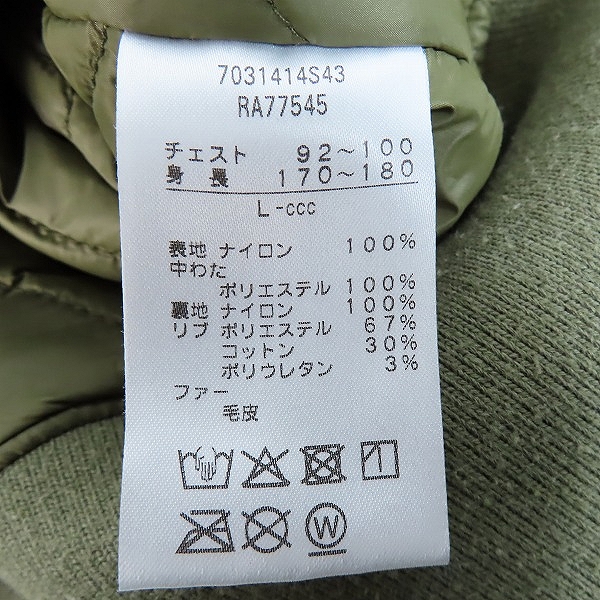 7031414S43
RA77545
チェスト 92～100
身長 170～180
L-ccc
表地 ナイロン 100%
中わた
ポリエステル 100%
裏地 ナイロン 100%
リブ ポリエステル 67%
コットン 30%
ポリウレタン 3%
ファー
毛皮
W